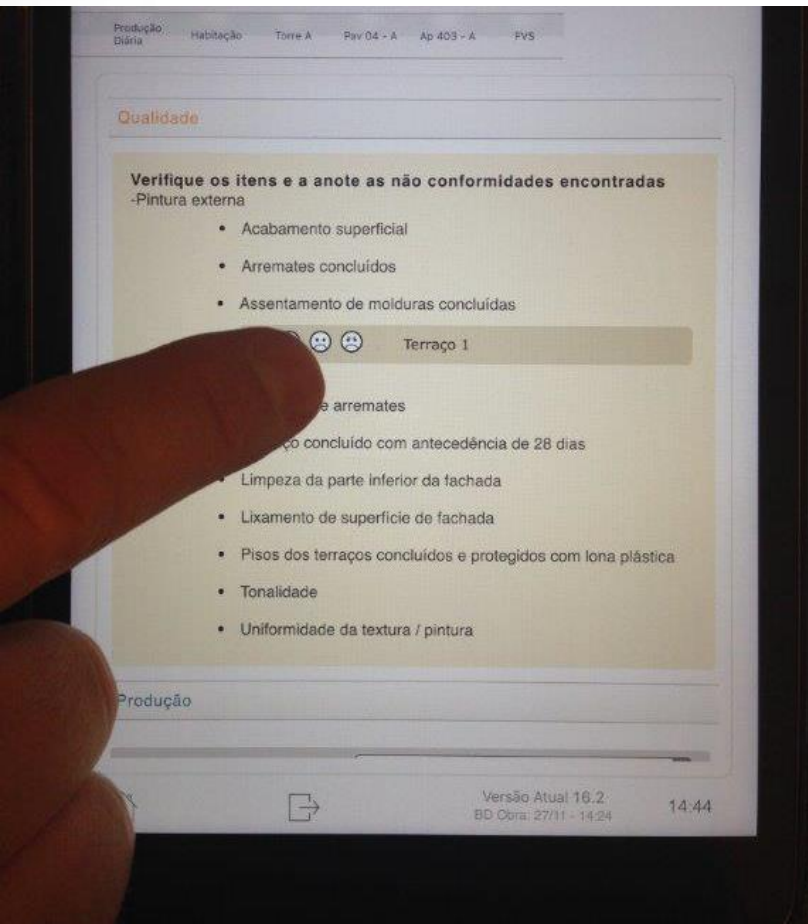 Produção
Diária
Habitação
Torre A
Pav 04 - A
Ap 403 - A
FVS
Qualidade
Verifique os itens e a anote as não conformidades encontradas
-Pintura externa
• Acabamento superficial
• Arremates concluídos
• Assentamento de molduras concluídas
Terraço 1
arremates
concluído com antecedência de 28 dias
• Limpeza da parte inferior da fachada
• Lixamento de superfície de fachada
• Pisos dos terraços concluídos e protegidos com lona plástica
• Tonalidade
• Uniformidade da textura / pintura
Produção
Versão Atual 16.2
BD Obra: 27/11 - 14:24
14:44